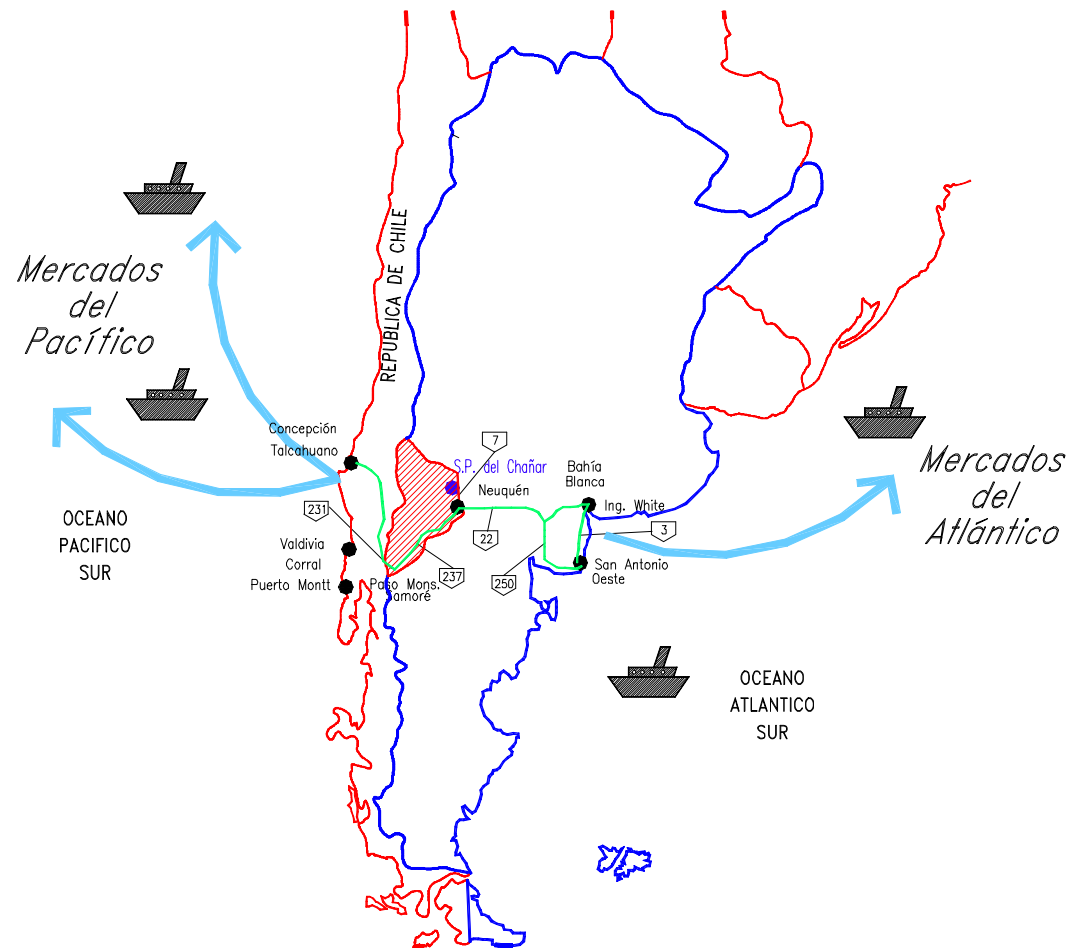 REPUBLICA DE CHILE
Mercados
del
Pacífico
Concepción
Talcahuano
7
S.P. del Chañar
Neuquén
Bahía
Blanca
Ing. White
Mercados
del
Atlántico
231
OCEANO
PACIFICO
SUR
22
3
Valdivia
Corral
Puerto Montt
Paso Mons.
Samoré
237
250
San Antonio
Oeste
OCEANO
ATLANTICO
SUR